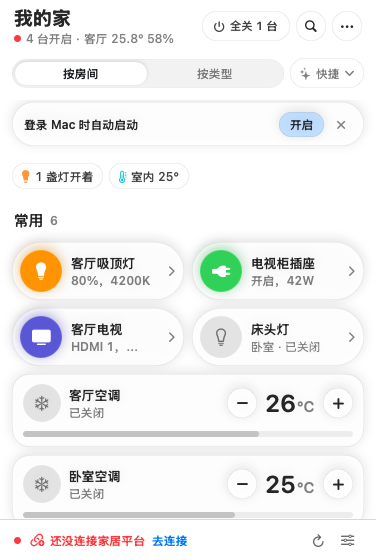 我的家
4 台开启 · 客厅 25.8° 58%
全关 1 台
按房间
按类型
快捷
登录 Mac 时自动启动
开启
1 盏灯开着
室内 25°
常用 6
客厅吸顶灯
80%，4200K
电视柜插座
开启，42W
客厅电视
HDMI 1，…
床头灯
卧室 · 已关闭
客厅空调
已关闭
26°C
卧室空调
已关闭
25°C
还没连接家居平台 去连接